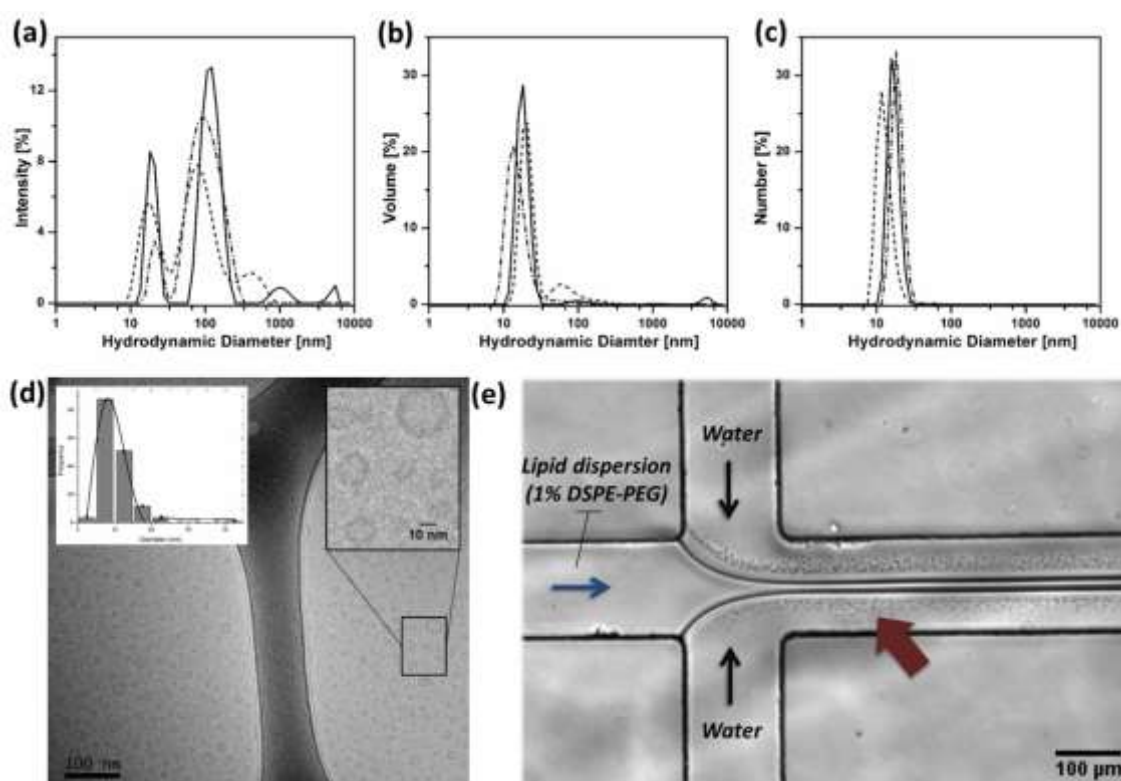 (a)
Intensity [%]
12
8
4
0
1 10 100 1000 10000
Hydrodynamic Diameter [nm]
(b)
Volume [%]
30
20
10
0
1 10 100 1000 10000
Hydrodynamic Diamter [nm]
(c)
Number [%]
30
20
10
0
1 10 100 1000 10000
Hydrodynamic Diameter [nm]
(d)
Frequency
10 nm
100 nm
(e)
Water
Lipid dispersion
(1% DSPE-PEG)
Water
100 µm